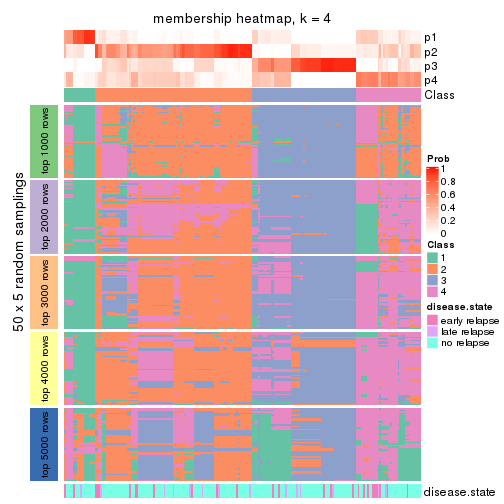 membership heatmap, k = 4
p1
p2
p3
p4
Class
50 x 5 random samplings
top 1000 rows
top 2000 rows
top 3000 rows
top 4000 rows
top 5000 rows
disease.state
Prob
1
0.8
0.6
0.4
0.2
0
Class
1
2
3
4
disease.state
early relapse
late relapse
no relapse